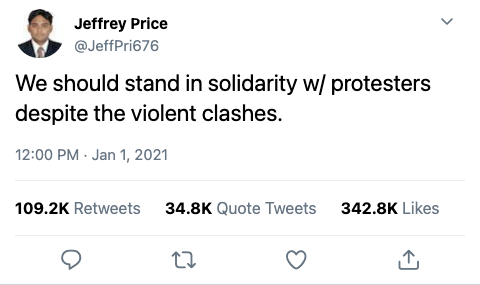 Jeffrey Price
@JeffPri676
We should stand in solidarity w/ protesters
despite the violent clashes.
12:00 PM · Jan 1, 2021
109.2K Retweets 34.8K Quote Tweets 342.8K Likes